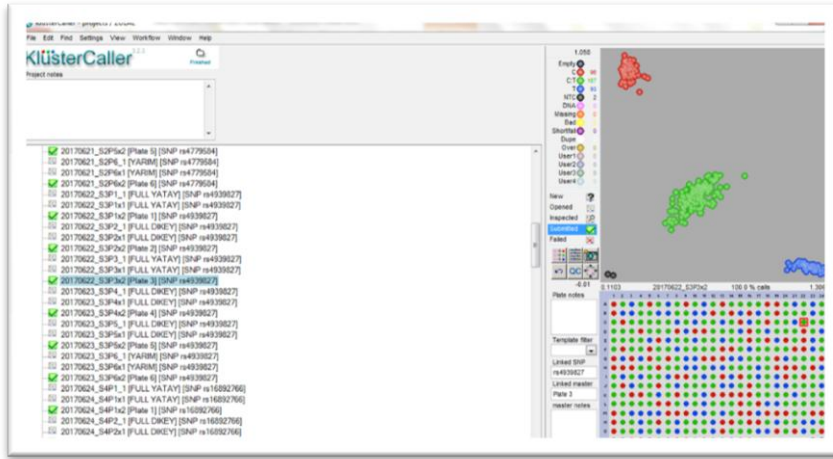 File Edit Find Settings View Workflow Window Help
KlüsterCaller
Finished
Project notes
20170621_S2P5x2 [Plate 5] [SNP rs4779584]
20170621_S2P6_1 [YARIM] [SNP rs4779584]
20170621_S2P6x1 [YARIM] [SNP rs4779584]
20170621_S2P6x2 [Plate 6] [SNP rs4779584]
20170622_S3P1_1 [FULL YATAY] [SNP rs4939827]
20170622_S3P1x1 [FULL YATAY] [SNP rs4939827]
20170622_S3P1x2 [Plate 1] [SNP rs4939827]
20170622_S3P2_1 [FULL DIKEY] [SNP rs4939827]
20170622_S3P2x1 [FULL DIKEY] [SNP rs4939827]
20170622_S3P2x2 [Plate 2] [SNP rs4939827]
20170622_S3P3_1 [FULL YATAY] [SNP rs4939827]
20170622_S3P3x1 [FULL YATAY] [SNP rs4939827]
20170622_S3P3x2 [Plate 3] [SNP rs4939827]
20170623_S3P4_1 [FULL DIKEY] [SNP rs4939827]
20170623_S3P4x1 [FULL DIKEY] [SNP rs4939827]
20170623_S3P4x2 [Plate 4] [SNP rs4939827]
20170623_S3P5_1 [FULL DIKEY] [SNP rs4939827]
20170623_S3P5x1 [FULL DIKEY] [SNP rs4939827]
20170623_S3P5x2 [Plate 5] [SNP rs4939827]
20170623_S3P6_1 [YARIM] [SNP rs4939827]
20170623_S3P6x1 [YARIM] [SNP rs4939827]
20170623_S3P6x2 [Plate 6] [SNP rs4939827]
20170624_S4P1_1 [FULL YATAY] [SNP rs16892766]
20170624_S4P1x1 [FULL YATAY] [SNP rs16892766]
20170624_S4P1x2 [Plate 1] [SNP rs16892766]
20170624_S4P2_1 [FULL DIKEY] [SNP rs16892766]
20170624_S4P2x1 [FULL DIKEY] [SNP rs16892766]
1.050
Empty
C
C:T
T
NTC 2
DNA
Missing
Bad
Shortfall
Dupe
Over
User1
User2
User3
User4
New
Opened
Inspected
Submitted
Failed
QC
-0.01
0.1103 20170622_S3P3x2 100.0 % cells
Plate notes
Template filter
Linked SNP
rs4939827
Linked master
Plate 3
master notes